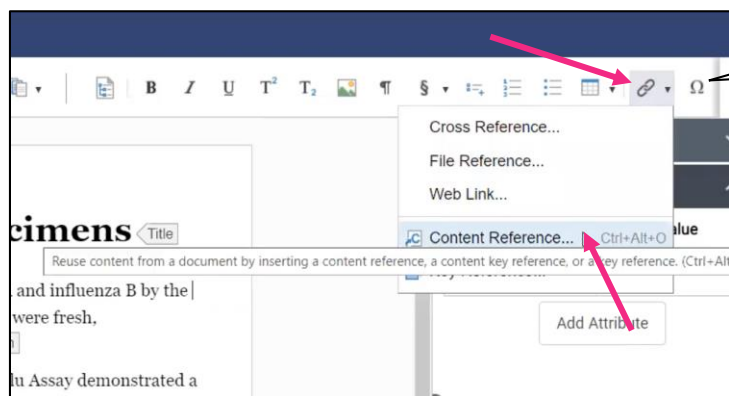 B I U T² T₂ ¶ § Ω
Cross Reference...
File Reference...
Web Link...
Content Reference... Ctrl+Alt+O
alue
cimens Title
Reuse content from a document by inserting a content reference, a content key reference, or a key reference. (Ctrl+Alt
Key Reference...
and influenza B by the
were fresh,
Add Attribute
lu Assay demonstrated a